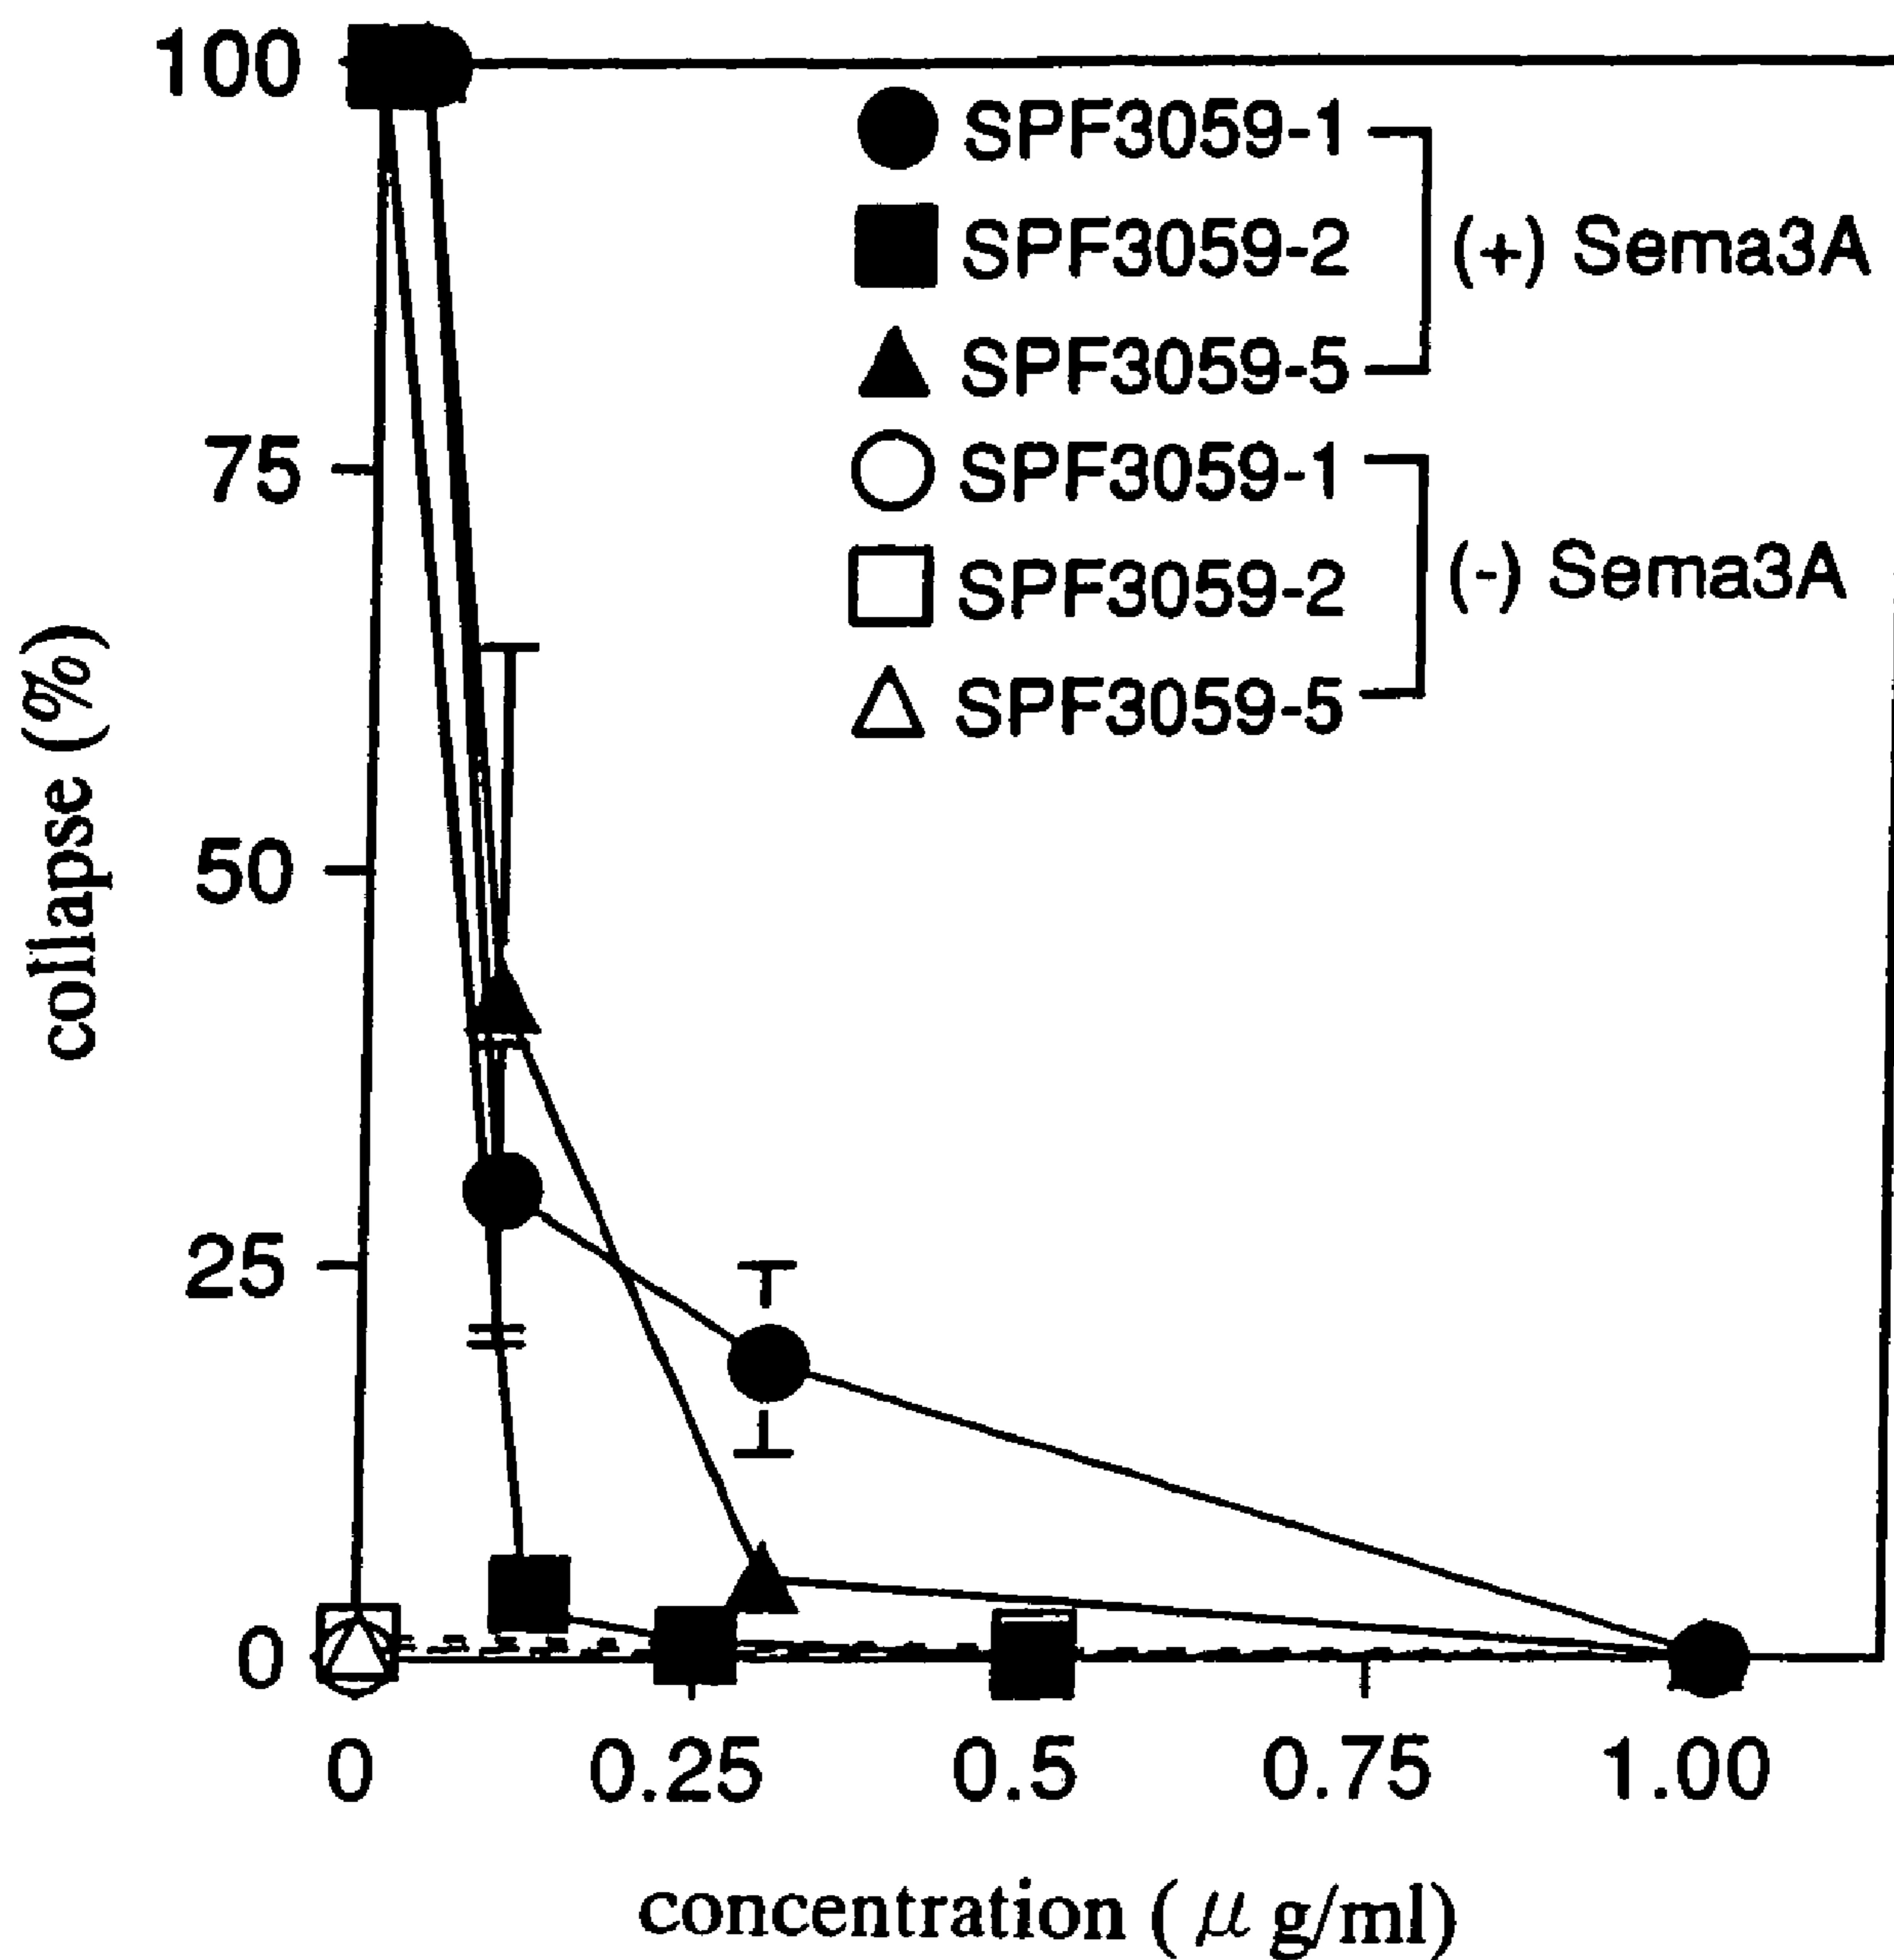 100
75
50
25
0
collapse (%)
SPF3059-1
SPF3059-2
SPF3059-5
(+) Sema3A
SPF3059-1
SPF3059-2
SPF3059-5
(-) Sema3A
0 0.25 0.5 0.75 1.00
concentration ( μ g/ml)